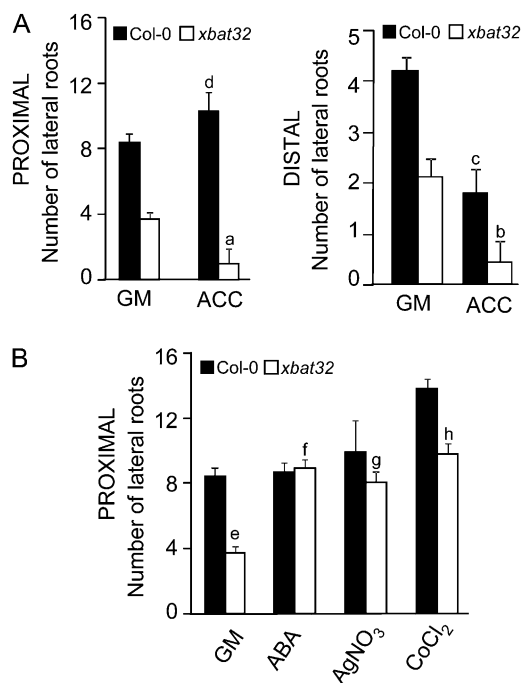 A
Col-0 xbat32
PROXIMAL
Number of lateral roots
16
12
8
4
0
d
a
GM ACC
Col-0 xbat32
DISTAL
Number of lateral roots
5
4
3
2
1
0
c
b
GM ACC
B
Col-0 xbat32
PROXIMAL
Number of lateral roots
16
12
8
4
0
e
f
g
h
GM ABA AgNO₃ CoCl₂